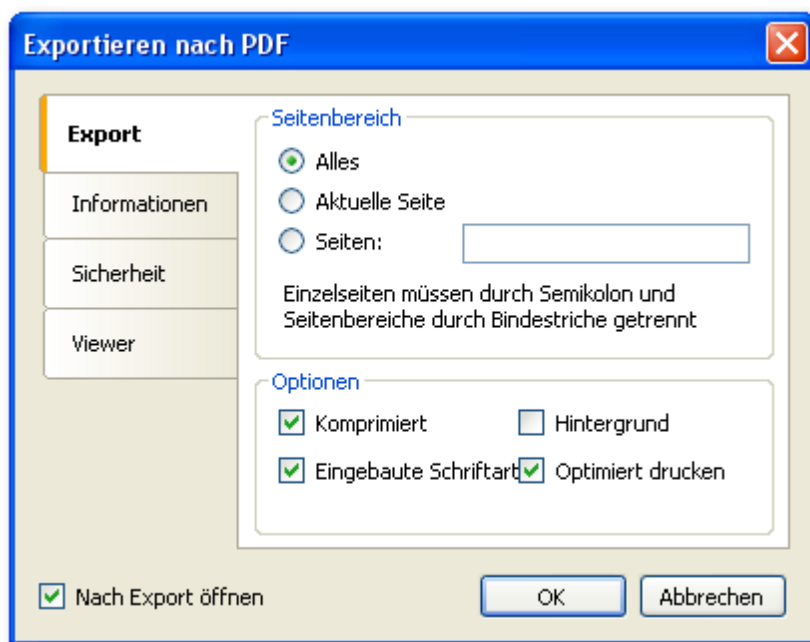 Exportieren nach PDF
Export
Informationen
Sicherheit
Viewer
Seitenbereich
Alles
Aktuelle Seite
Seiten:
Einzelseiten müssen durch Semikolon und
Seitenbereiche durch Bindestriche getrennt
Optionen
Komprimiert
Hintergrund
Eingebaute Schriftart
Optimiert drucken
Nach Export öffnen
OK
Abbrechen